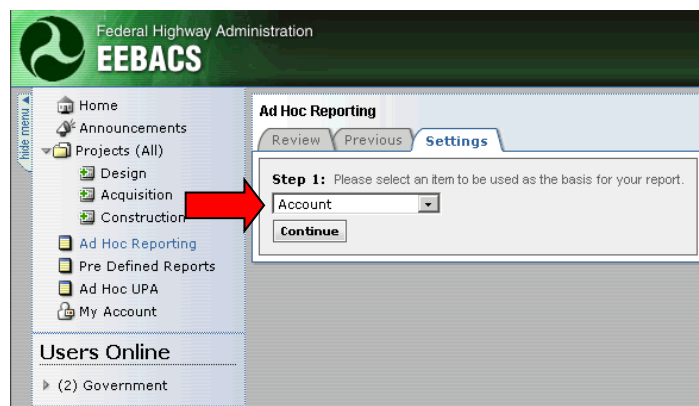 Federal Highway Administration
EEBACS
hide menu
Home
Announcements
Projects (All)
Design
Acquisition
Construction
Ad Hoc Reporting
Pre Defined Reports
Ad Hoc UPA
My Account
Users Online
(2) Government
Ad Hoc Reporting
Review Previous Settings
Step 1: Please select an item to be used as the basis for your report.
Account
Continue